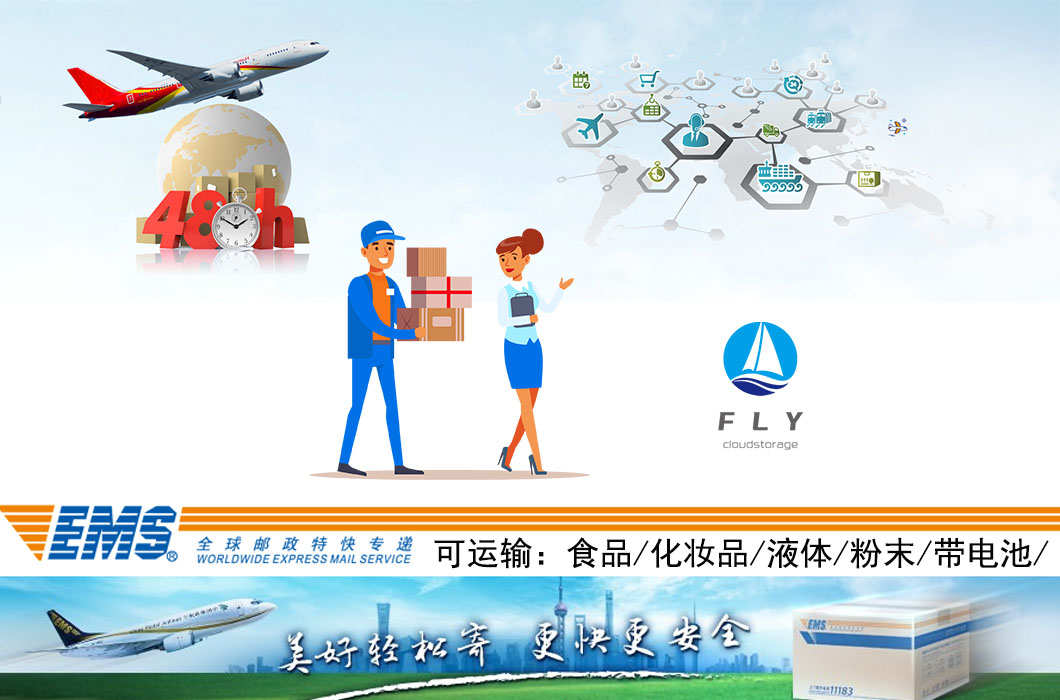 48h
FLY
cloudstorage
EMS®
全球邮政特快专递
WORLDWIDE EXPRESS MAIL SERVICE
可运输：食品/化妆品/液体/粉末/带电池/
EMS
美好轻松寄 更快更安全
EMS
11183